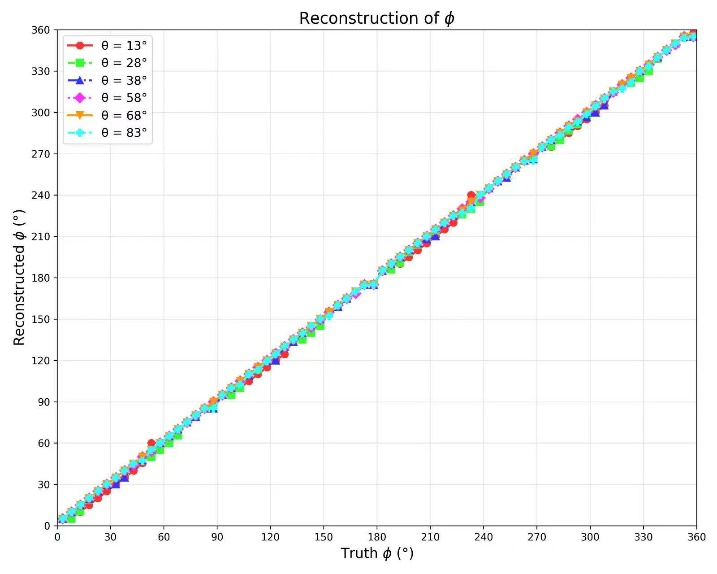 Reconstruction of ϕ
θ = 13°
θ = 28°
θ = 38°
θ = 58°
θ = 68°
θ = 83°
Reconstructed ϕ (°)
360
330
300
270
240
210
180
150
120
90
60
30
0
0 30 60 90 120 150 180 210 240 270 300 330 360
Truth ϕ (°)